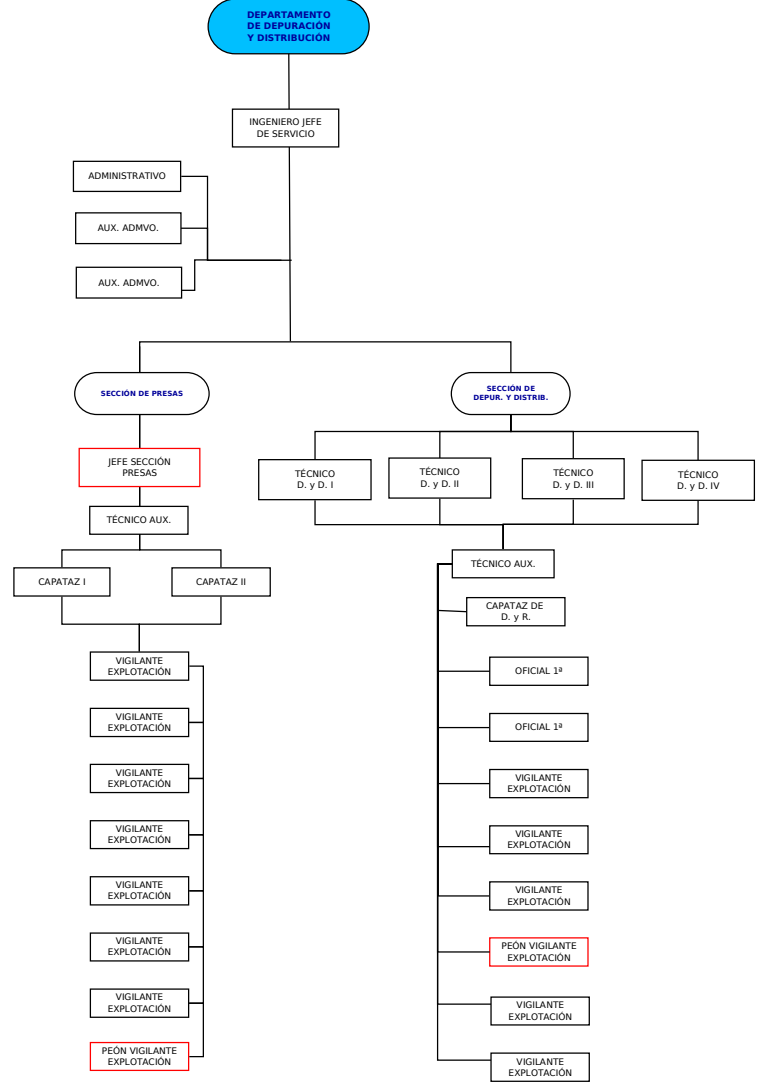 DEPARTAMENTO
DE DEPURACIÓN
Y DISTRIBUCIÓN
INGENIERO JEFE
DE SERVICIO
ADMINISTRATIVO
AUX. ADMVO.
AUX. ADMVO.
SECCIÓN DE PRESAS
SECCIÓN DE
DEPUR. Y DISTRIB.
JEFE SECCIÓN
PRESAS
TÉCNICO
D. y D. I
TÉCNICO
D. y D. II
TÉCNICO
D. y D. III
TÉCNICO
D. y D. IV
TÉCNICO AUX.
CAPATAZ I
CAPATAZ II
VIGILANTE
EXPLOTACIÓN
VIGILANTE
EXPLOTACIÓN
VIGILANTE
EXPLOTACIÓN
VIGILANTE
EXPLOTACIÓN
VIGILANTE
EXPLOTACIÓN
VIGILANTE
EXPLOTACIÓN
VIGILANTE
EXPLOTACIÓN
PEÓN VIGILANTE
EXPLOTACIÓN
TÉCNICO AUX.
CAPATAZ DE
D. y R.
OFICIAL 1ª
OFICIAL 1ª
VIGILANTE
EXPLOTACIÓN
VIGILANTE
EXPLOTACIÓN
VIGILANTE
EXPLOTACIÓN
PEÓN VIGILANTE
EXPLOTACIÓN
VIGILANTE
EXPLOTACIÓN
VIGILANTE
EXPLOTACIÓN